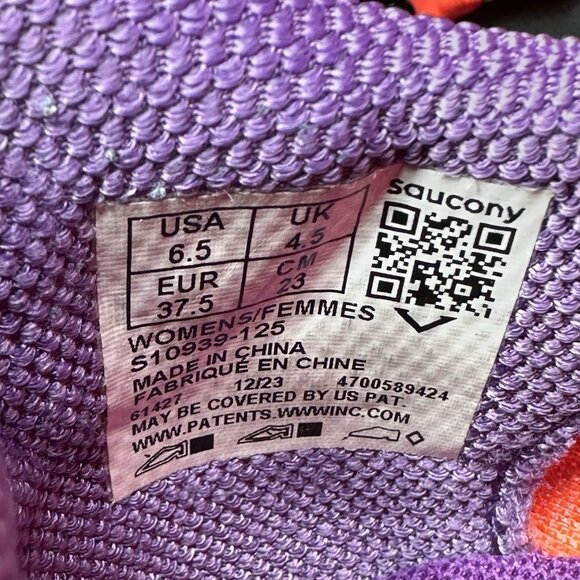 saucony
USA UK
6.5 4.5
EUR CM
37.5 23
WOMENS/FEMMES
S10939-125
MADE IN CHINA
FABRIQUÉ EN CHINE
61427 12/23 4700589424
MAY BE COVERED BY US PAT.
WWW.PATENTS.WWWINC.COM